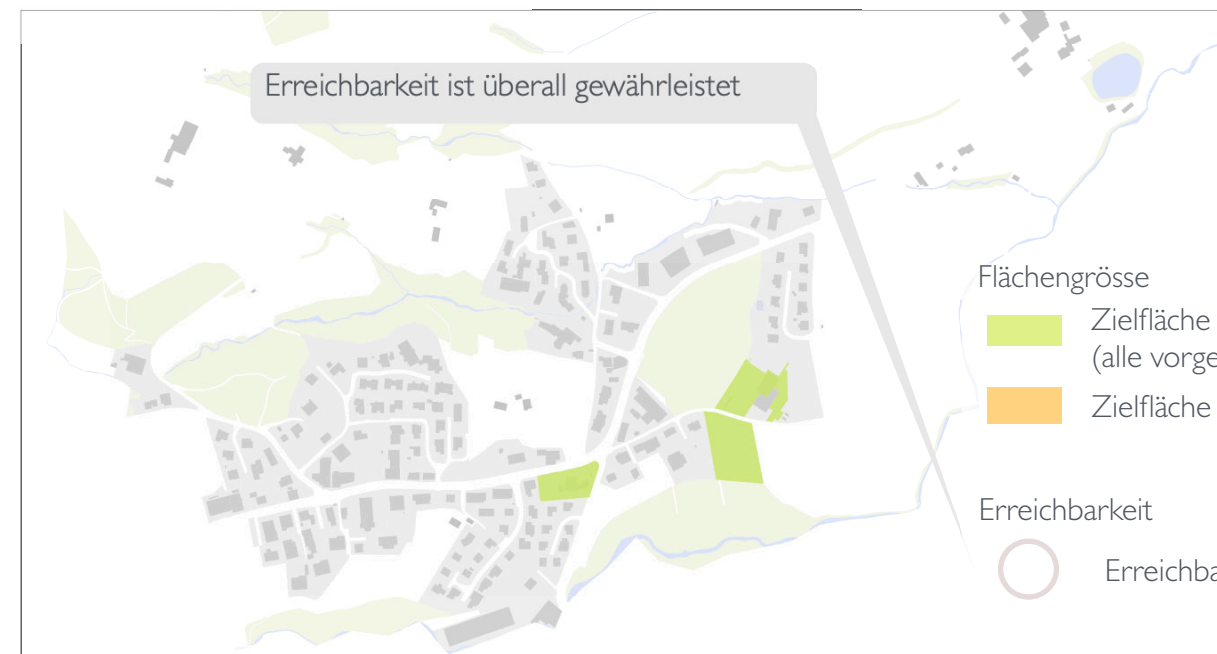 Erreichbarkeit ist überall gewährleistet
Flächengrösse
Zielfläche
(alle vorge
Zielfläche
Erreichbarkeit
Erreichba